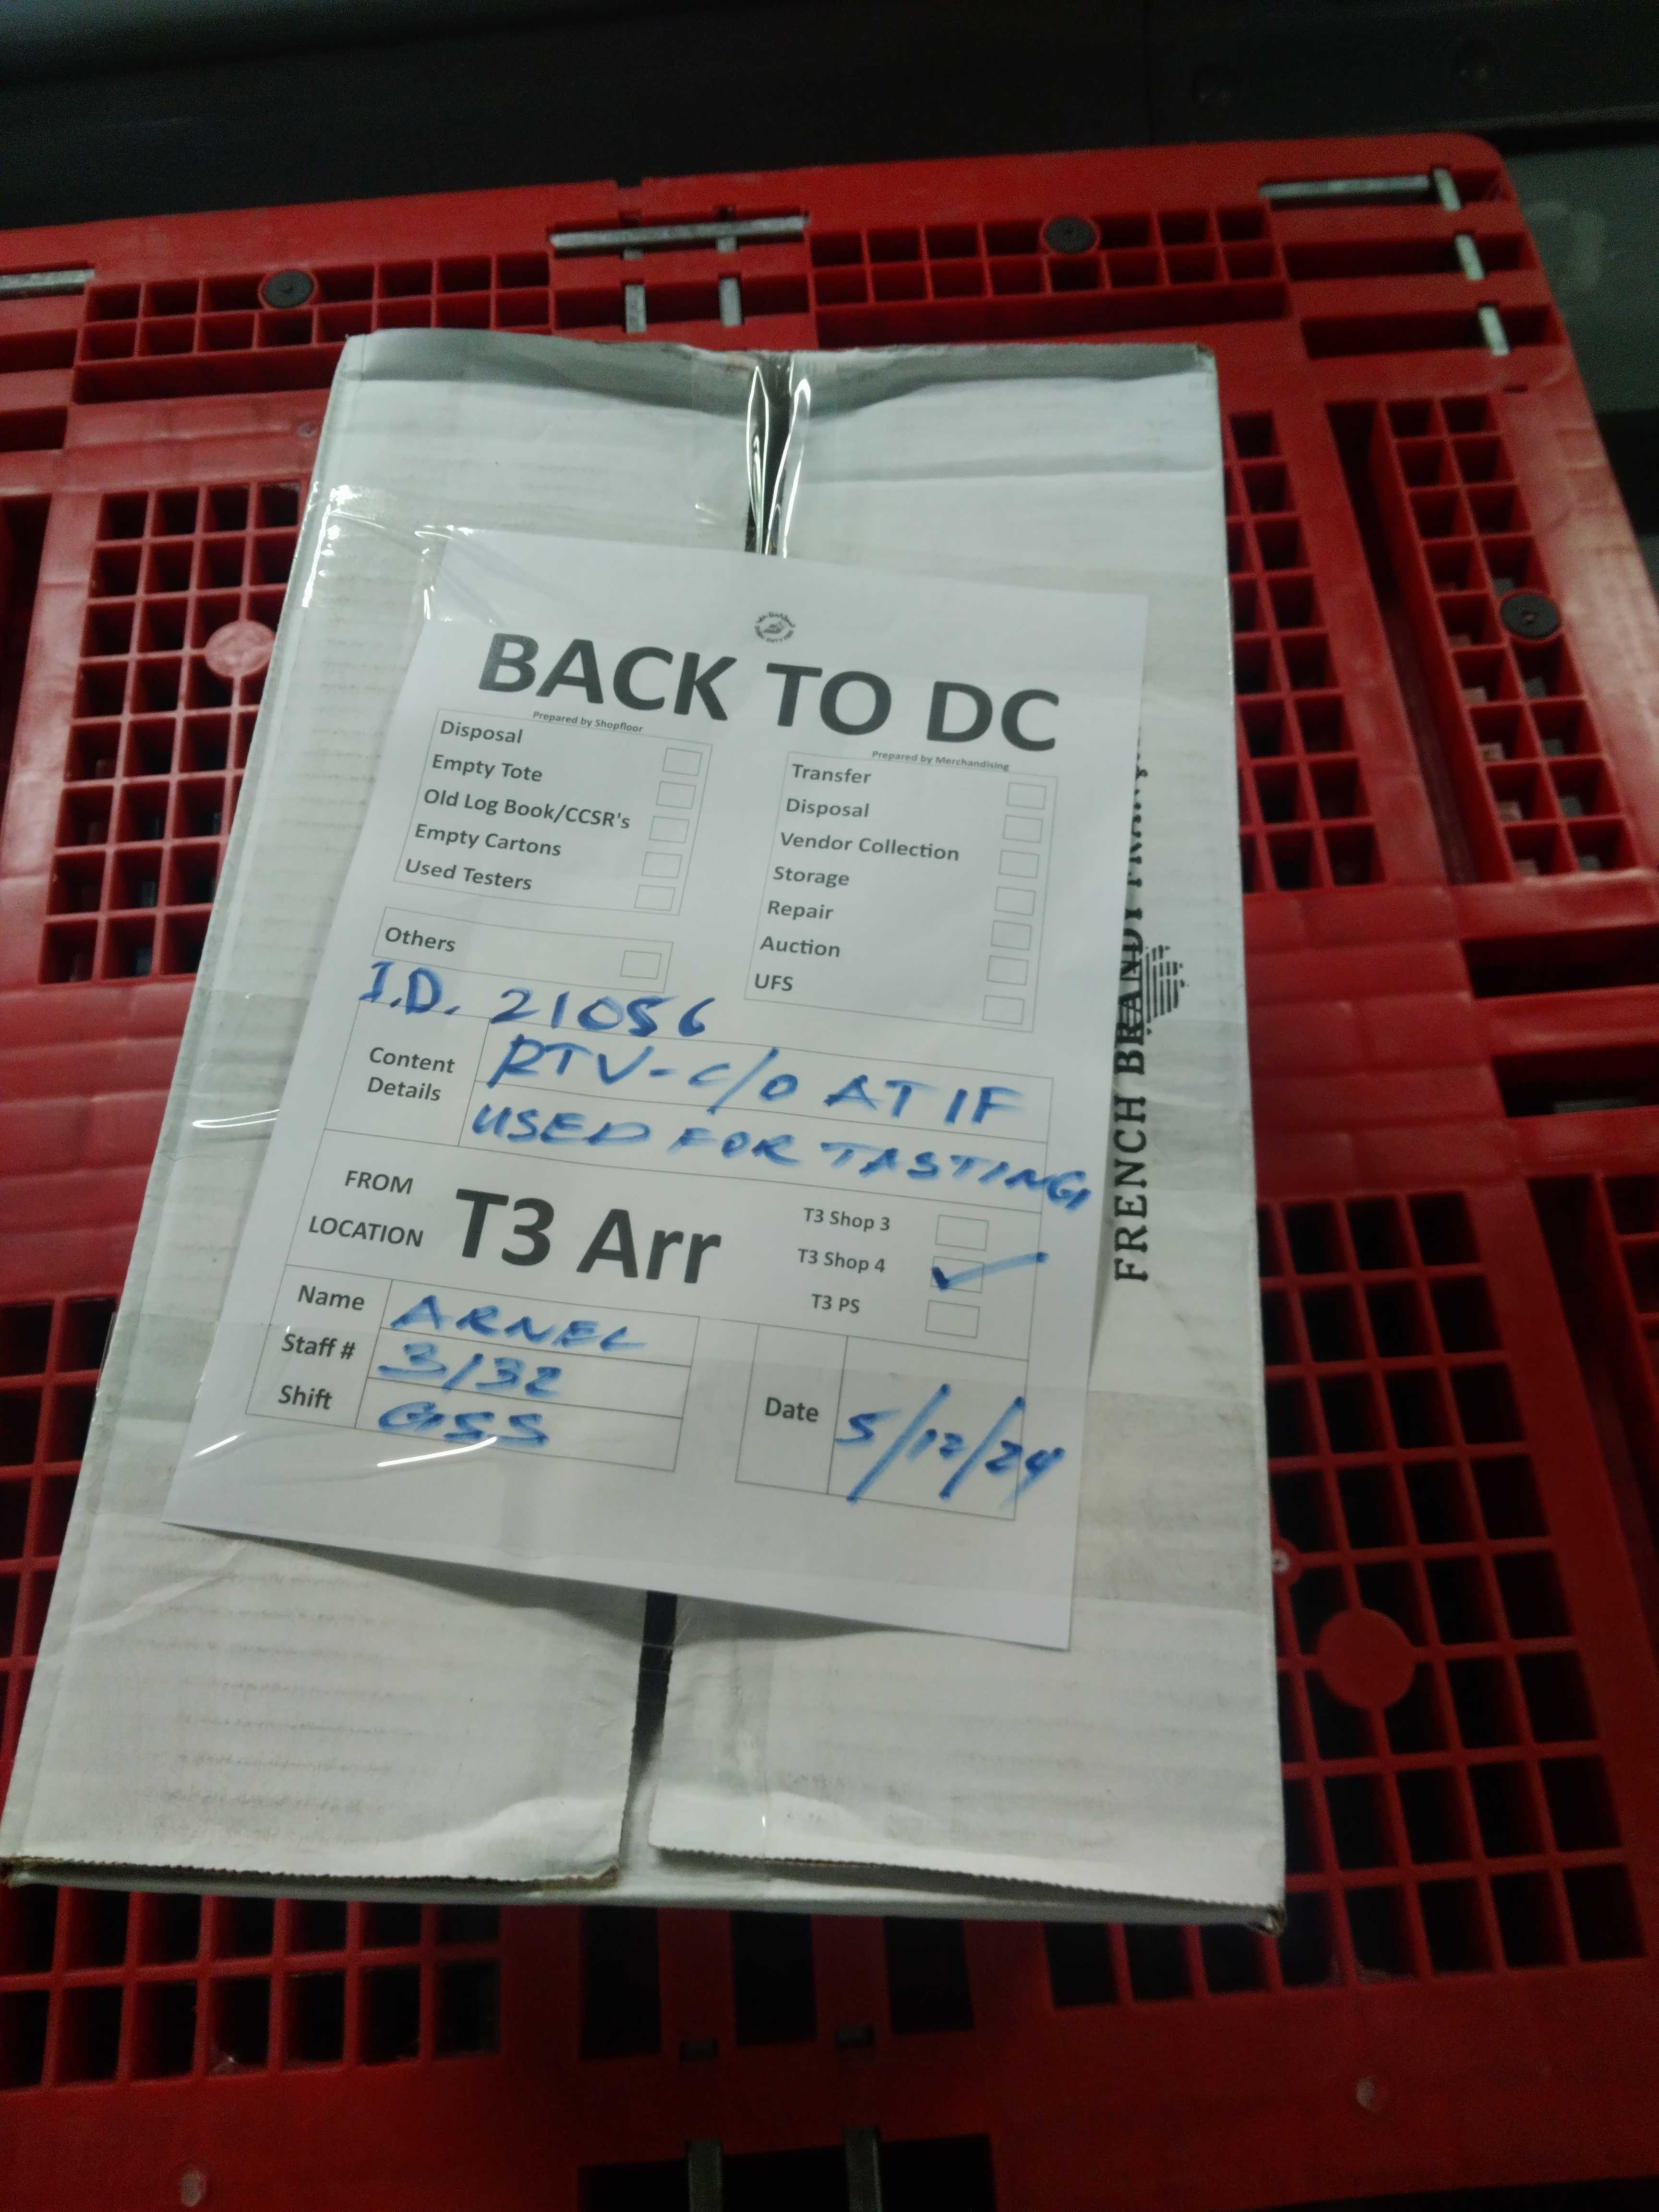 BACK TO DC
Prepared by Shopfloor
Disposal
Empty Tote
Old Log Book/CCSR's
Empty Cartons
Used Testers
Others
Prepared by Merchandising
Transfer
Disposal
Vendor Collection
Storage
Repair
Auction
UFS
I.D. 21056
Content
Details
RTV-C/O ATIF
USED FOR TASTING
FROM
LOCATION
T3 Arr
T3 Shop 3
T3 Shop 4
T3 PS
Name ARNEL
Staff # 3132
Shift GSS
Date 5/12/24
FRENCH BRANDY